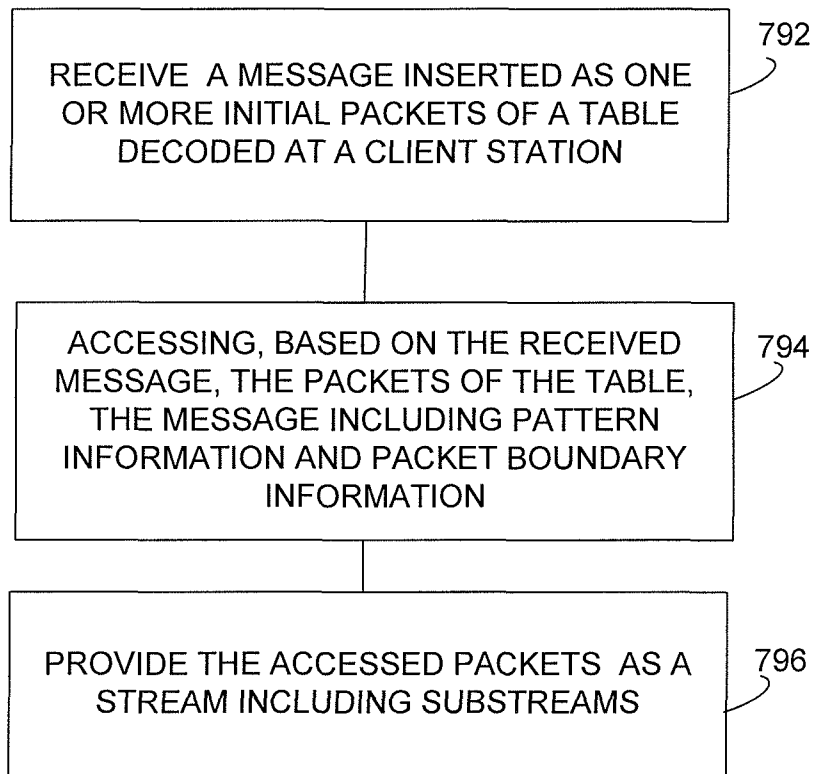 792
RECEIVE A MESSAGE INSERTED AS ONE
OR MORE INITIAL PACKETS OF A TABLE
DECODED AT A CLIENT STATION
794
ACCESSING, BASED ON THE RECEIVED
MESSAGE, THE PACKETS OF THE TABLE,
THE MESSAGE INCLUDING PATTERN
INFORMATION AND PACKET BOUNDARY
INFORMATION
796
PROVIDE THE ACCESSED PACKETS AS A
STREAM INCLUDING SUBSTREAMS